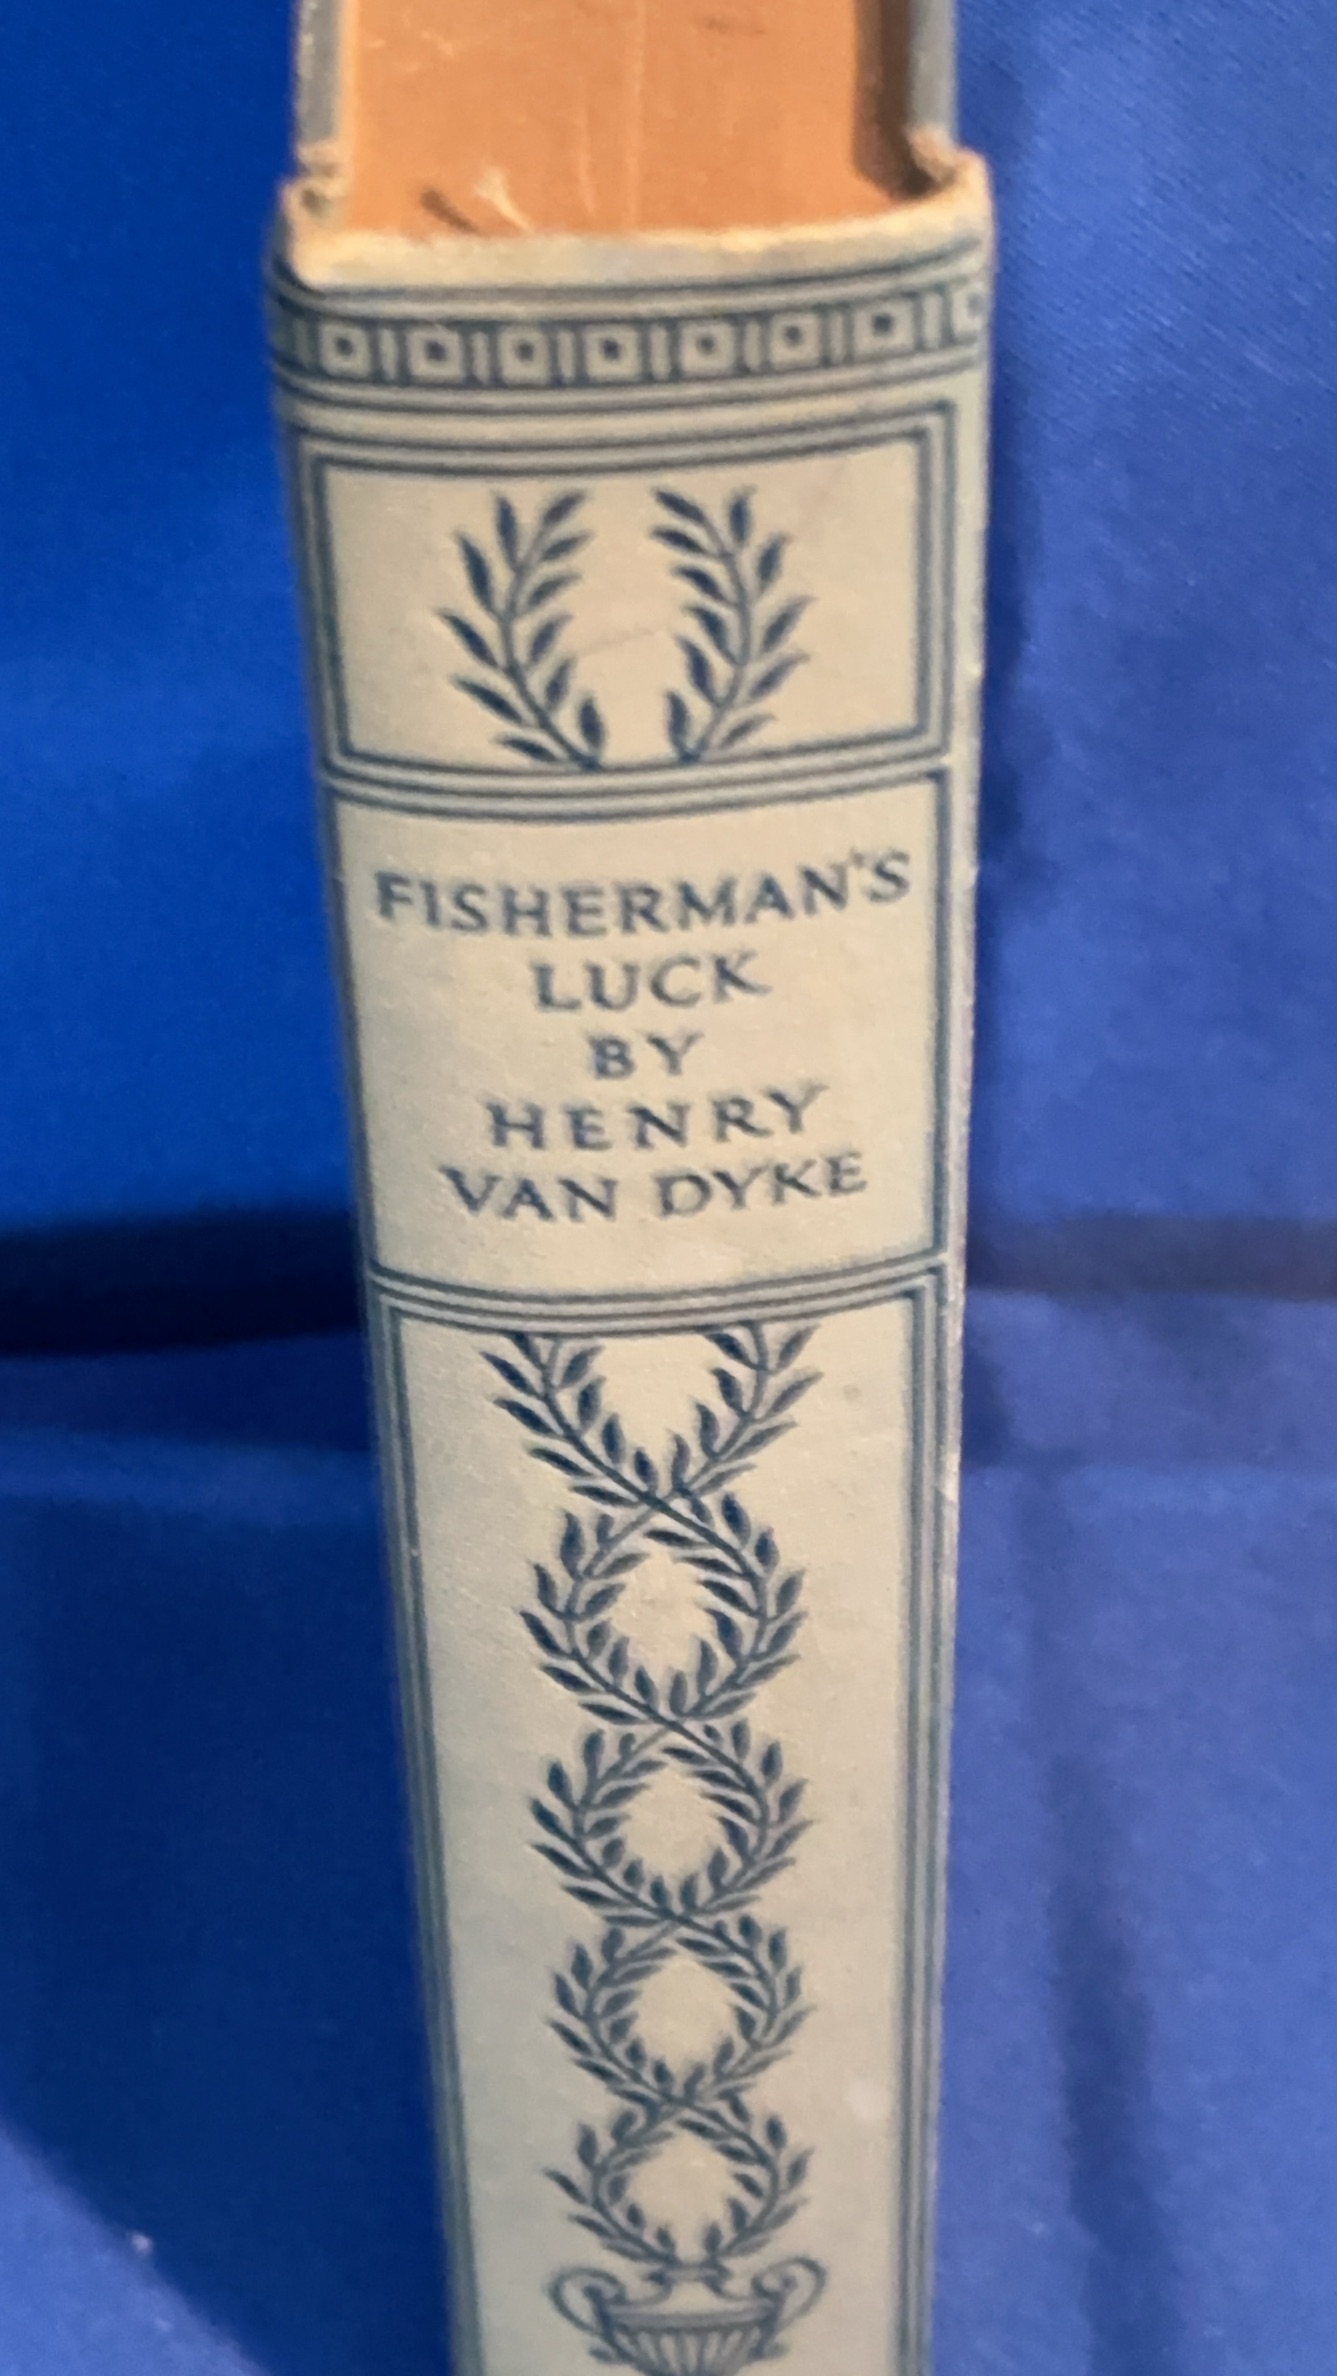 FISHERMAN'S
LUCK
BY
HENRY
VAN DYKE